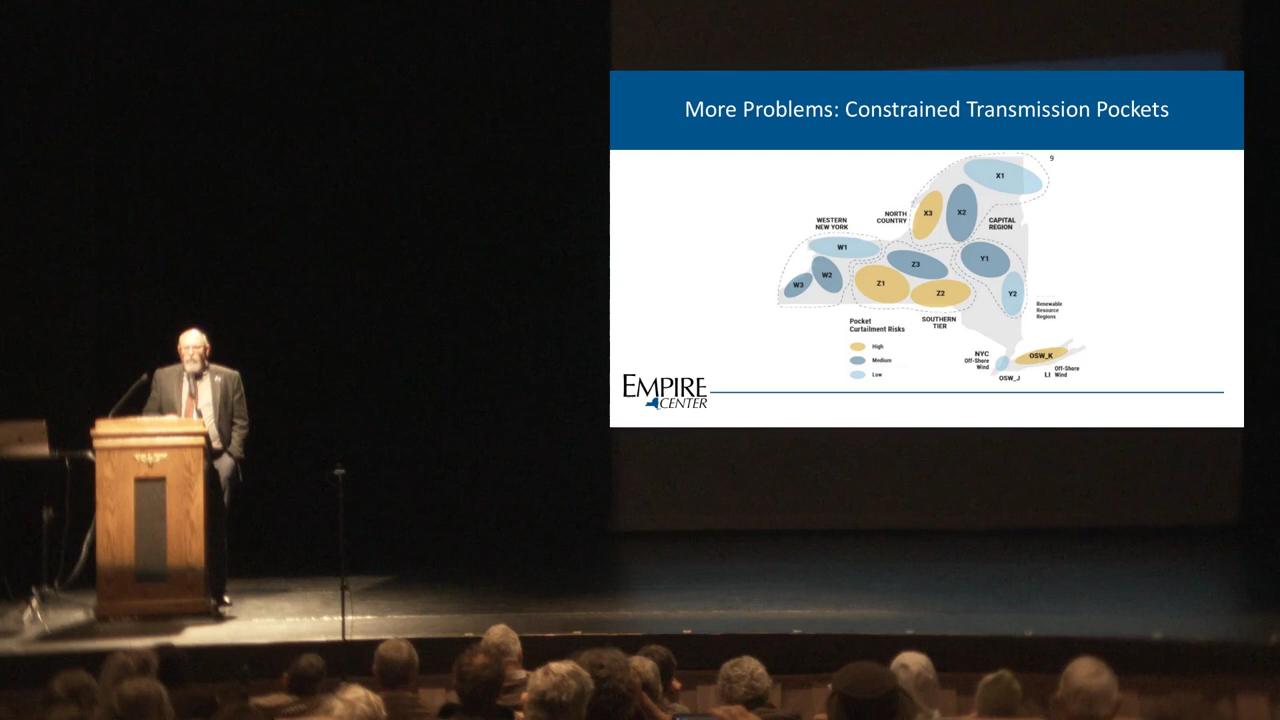 More Problems: Constrained Transmission Pockets
9
X1
X3
X2
NORTH
COUNTRY
CAPITAL
REGION
WESTERN
NEW YORK
W1
W2
W3
Z3
Z1
Z2
Y1
Y2
Renewable
Resource
Regions
SOUTHERN
TIER
Pocket
Curtailment Risks
High
Medium
Low
NYC
Off-Shore
Wind
OSW_J
OSW_K
LI
Off-Shore
Wind
EMPIRE
CENTER